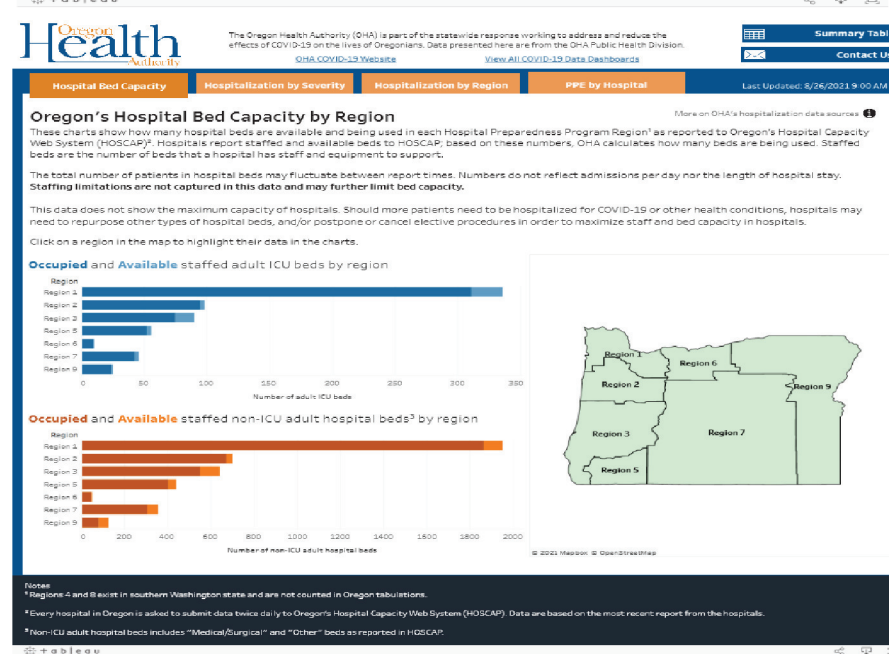 + a b l e a u
Oregon
Health
Authority
The Oregon Health Authority (OHA) is part of the statewide response working to address and reduce the
effects of COVID-19 on the lives of Oregonians. Data presented here are from the OHA Public Health Division.
OHA COVID-19 Website
View All COVID-19 Data Dashboards
Summary Tabl
Contact Us
Hospital Bed Capacity
Hospitalization by Severity
Hospitalization by Region
PPE by Hospital
Last Updated: 8/26/2021 9:00 AM
Oregon's Hospital Bed Capacity by Region
More on OHA's hospitalization data sources
These charts show how many hospital beds are available and being used in each Hospital Preparedness Program Region¹ as reported to Oregon's Hospital Capacity
Web System (HOSCAP)². Hospitals report staffed and available beds to HOSCAP; based on these numbers, OHA calculates how many beds are being used. Staffed
beds are the number of beds that a hospital has staff and equipment to support.
The total number of patients in hospital beds may fluctuate between report times. Numbers do not reflect admissions per day nor the length of hospital stay.
Staffing limitations are not captured in this data and may further limit bed capacity.
This data does not show the maximum capacity of hospitals. Should more patients need to be hospitalized for COVID-19 or other health conditions, hospitals may
need to repurpose other types of hospital beds, and/or postpone or cancel elective procedures in order to maximize staff and bed capacity in hospitals.
Click on a region in the map to highlight their data in the charts.
Occupied and Available staffed adult ICU beds by region
Region
Region 1
Region 2
Region 3
Region 5
Region 6
Region 7
Region 9
0 50 100 150 200 250 300 350
Number of adult ICU beds
Occupied and Available staffed non-ICU adult hospital beds³ by region
Region
Region 1
Region 2
Region 3
Region 5
Region 6
Region 7
Region 9
0 200 400 600 800 1000 1200 1400 1600 1800 2000
Number of non-ICU adult hospital beds
Region 1
Region 6
Region 2
Region 9
Region 3
Region 7
Region 5
© 2021 Mapbox © OpenStreetMap
Notes
¹ Regions 4 and 8 exist in southern Washington state and are not counted in Oregon tabulations.
² Every hospital in Oregon is asked to submit data twice daily to Oregon's Hospital Capacity Web System (HOSCAP). Data are based on the most recent report from the hospitals.
³ Non-ICU adult hospital beds includes "Medical/Surgical" and "Other" beds as reported in HOSCAP.
+ a b l e a u